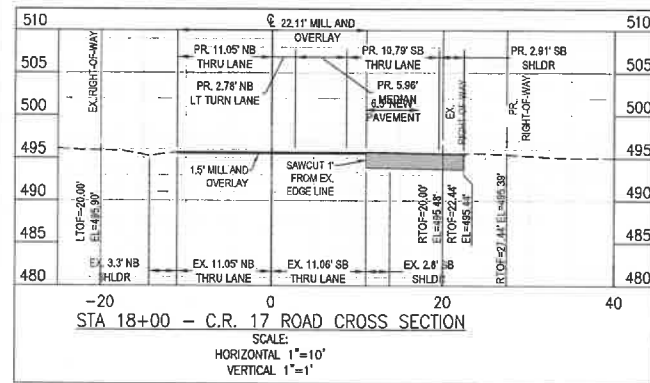 510
℄ 22.11' MILL AND
OVERLAY
510
EX. RIGHT-OF-WAY
PR. 11.05' NB
THRU LANE
PR. 10.79' SB
THRU LANE
PR. 2.91' SB
SHLDR
505
PR. 2.78' NB
LT TURN LANE
PR. 5.96'
MEDIAN
505
6.5' NEW
PAVEMENT
EX.
RIGHT-OF-WAY
PR.
RIGHT-OF-WAY
500
500
495
495
1.5' MILL AND
OVERLAY
SAWCUT 1'
FROM EX.
EDGE LINE
490
490
LTOF=-20.00'
EL=495.90'
RTOF=20.00'
EL=495.48'
RTOF=22.44'
EL=495.44'
RTOF=27.44' EL=495.39'
485
485
EX. 3.3' NB
SHLDR
EX. 11.05' NB
THRU LANE
EX. 11.06' SB
THRU LANE
EX. 2.6' SB
SHLDR
480
480
-20
0
20
40
STA 18+00 - C.R. 17 ROAD CROSS SECTION
SCALE:
HORIZONTAL 1"=10'
VERTICAL 1"=1'